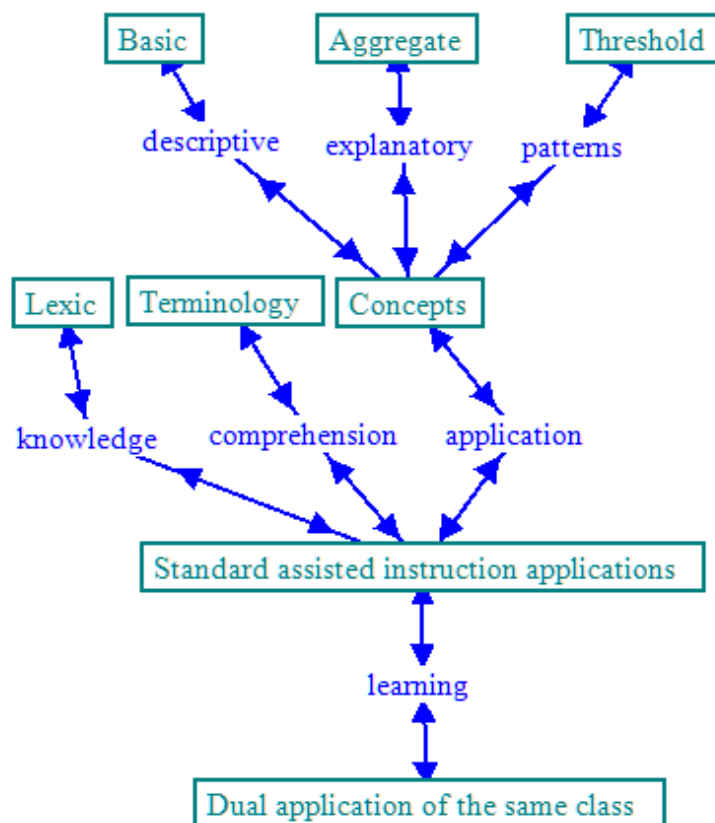 Basic
Aggregate
Threshold
descriptive
explanatory
patterns
Lexic
Terminology
Concepts
knowledge
comprehension
application
Standard assisted instruction applications
learning
Dual application of the same class